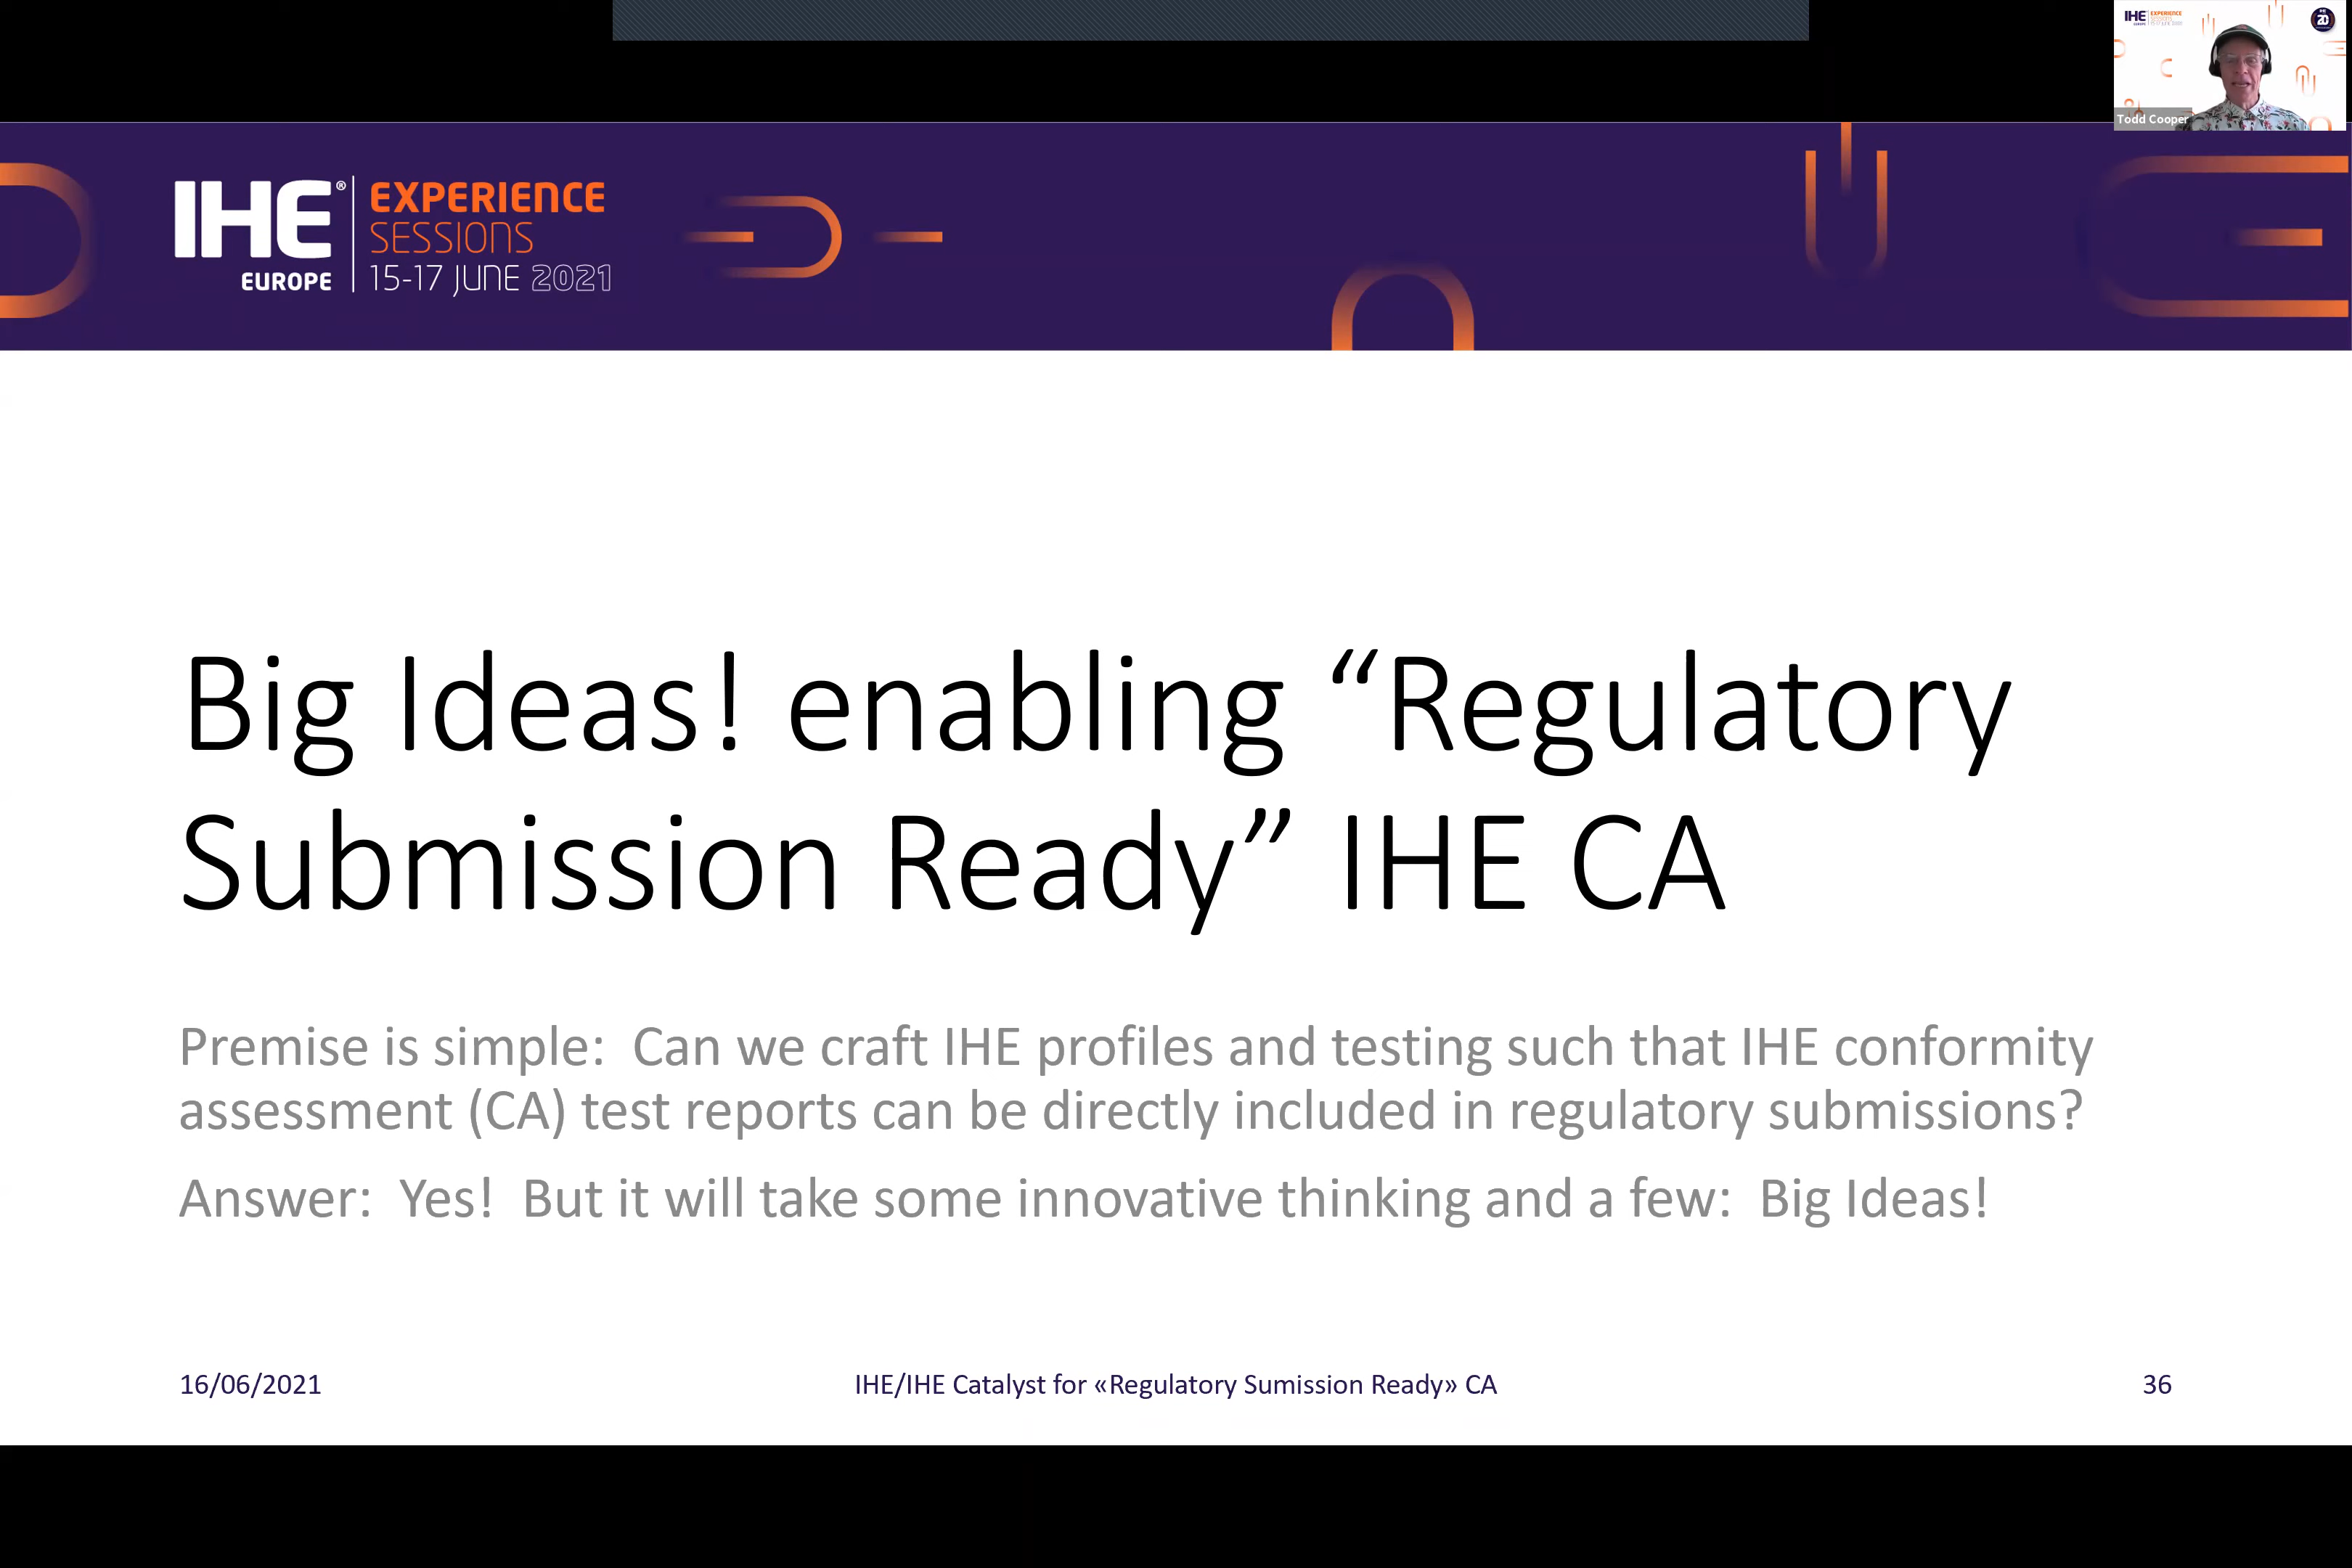 IHE® EXPERIENCE
SESSIONS
EUROPE 15-17 JUNE 2021
IHE EXPERIENCE
20
Todd Cooper
Big Ideas! enabling “Regulatory
Submission Ready” IHE CA
Premise is simple: Can we craft IHE profiles and testing such that IHE conformity
assessment (CA) test reports can be directly included in regulatory submissions?
Answer: Yes! But it will take some innovative thinking and a few: Big Ideas!
16/06/2021 IHE/IHE Catalyst for «Regulatory Sumission Ready» CA 36